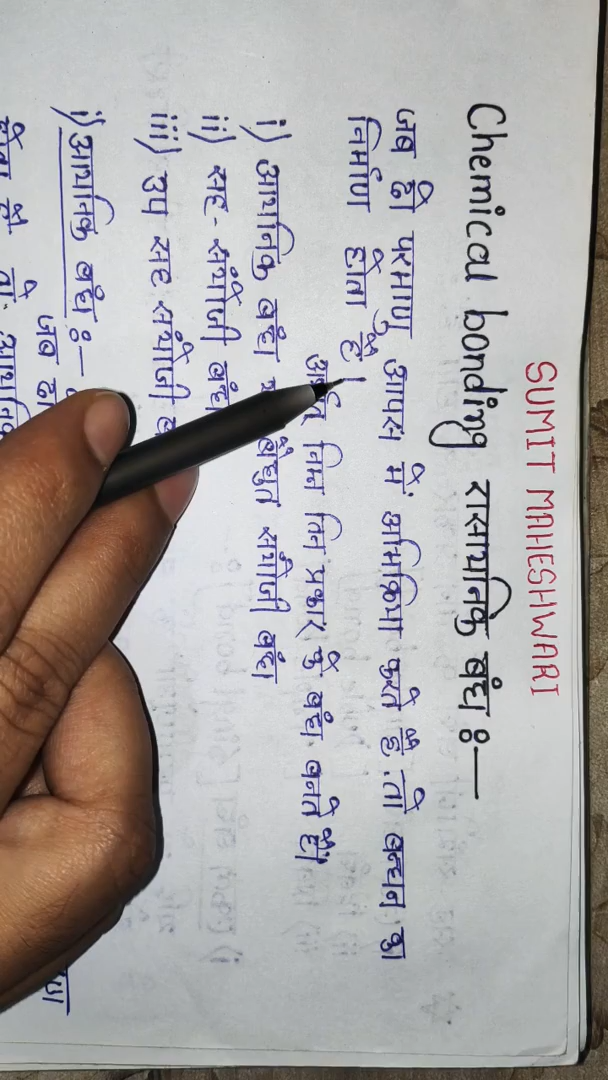 SUMIT MAHESHWARI
Chemical bonding रासायनिक बंध :—
जब दो परमाणु आपस में अभिक्रिया करते है. तो बन्धन का
निर्माण होता है।
निम्न तिन प्रकार के बंध बनते हैं।
i) आयनिक बंध संयोजी बंध
ii) सह - संयोजी बंध
iii) उप सह संयोजी
i) आयनिक बंध :—
जब
होता है तो